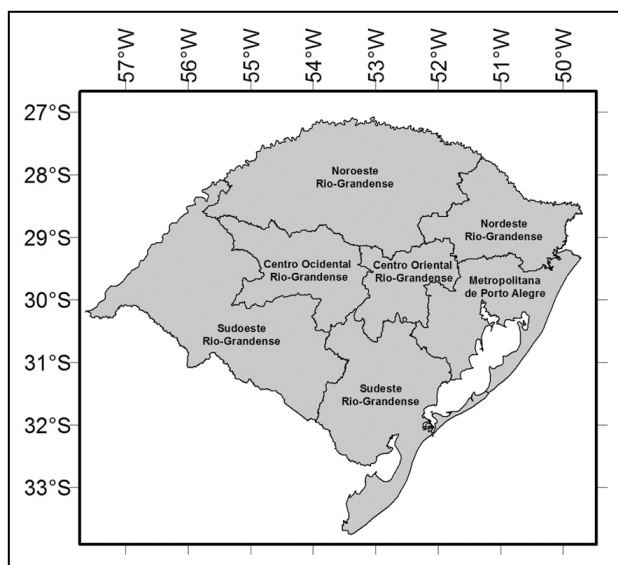 57°W
56°W
55°W
54°W
53°W
52°W
51°W
50°W
27°S
28°S
29°S
30°S
31°S
32°S
33°S
Noroeste
Rio-Grandense
Nordeste
Rio-Grandense
Centro Ocidental
Rio-Grandense
Centro Oriental
Rio-Grandense
Metropolitana
de Porto Alegre
Sudoeste
Rio-Grandense
Sudeste
Rio-Grandense